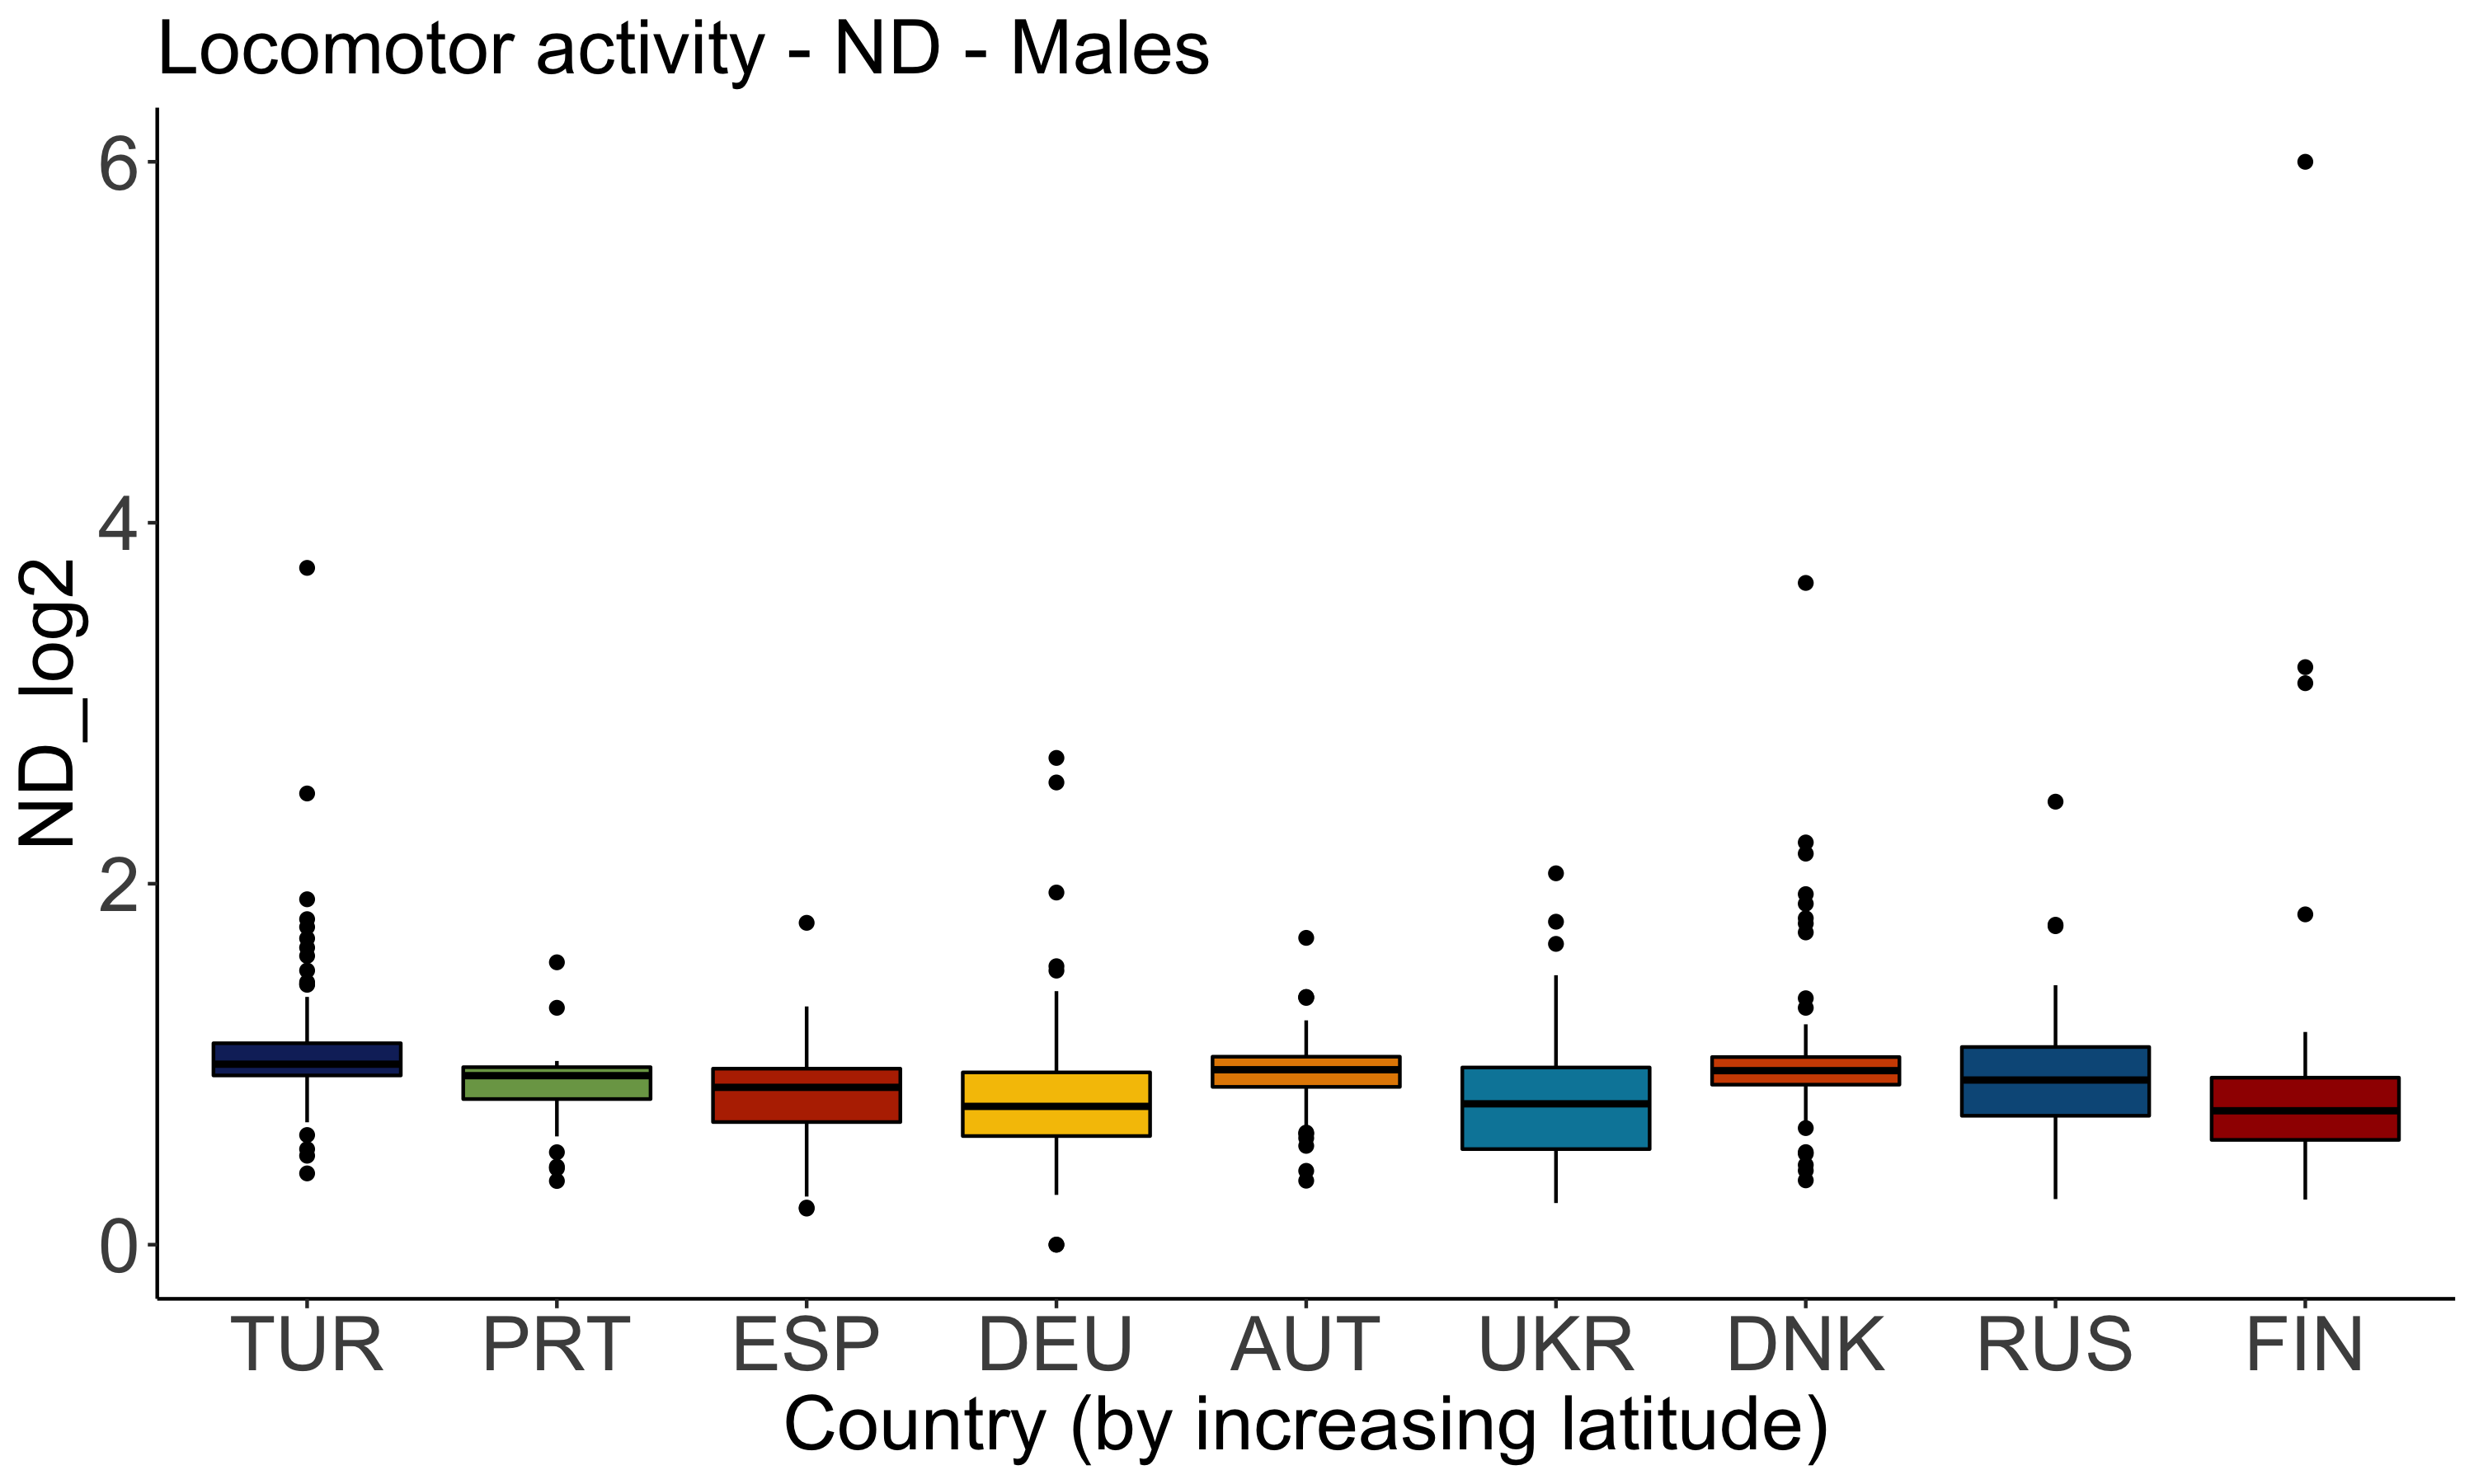 Locomotor activity - ND - Males
ND_log2
6
4
2
0
TUR PRT ESP DEU AUT UKR DNK RUS FIN
Country (by increasing latitude)